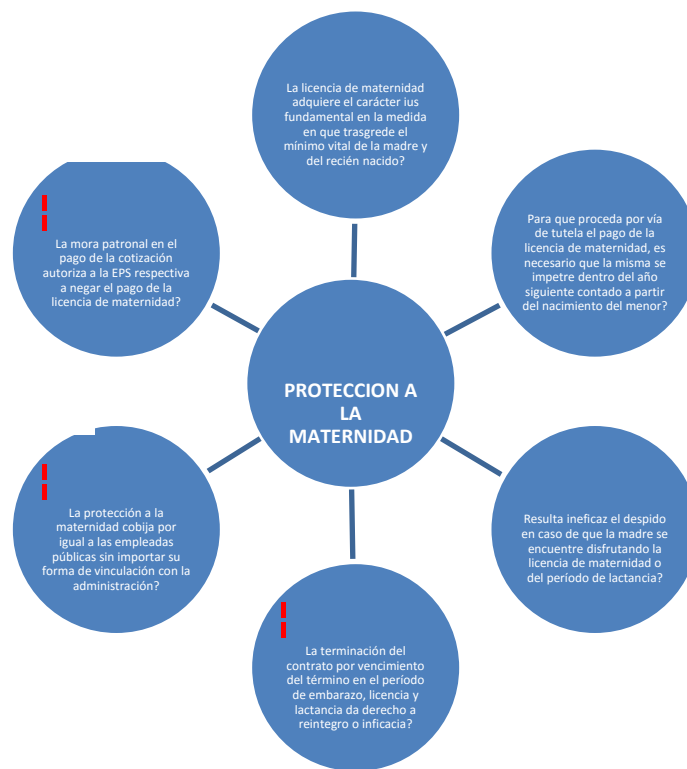 La licencia de maternidad
adquiere el carácter ius
fundamental en la medida
en que trasgrede el
mínimo vital de la madre y
del recién nacido?
Para que proceda por vía
de tutela el pago de la
licencia de maternidad, es
necesario que la misma se
impetre dentro del año
siguiente contado a partir
del nacimiento del menor?
Resulta ineficaz el despido
en caso de que la madre se
encuentre disfrutando la
licencia de maternidad o
del período de lactancia?
La terminación del
contrato por vencimiento
del término en el período
de embarazo, licencia y
lactancia da derecho a
reintegro o inficacia?
La protección a la
maternidad cobija por
igual a las empleadas
públicas sin importar su
forma de vinculación con la
administración?
La mora patronal en el
pago de la cotización
autoriza a la EPS respectiva
a negar el pago de la
licencia de maternidad?
PROTECCION A
LA
MATERNIDAD